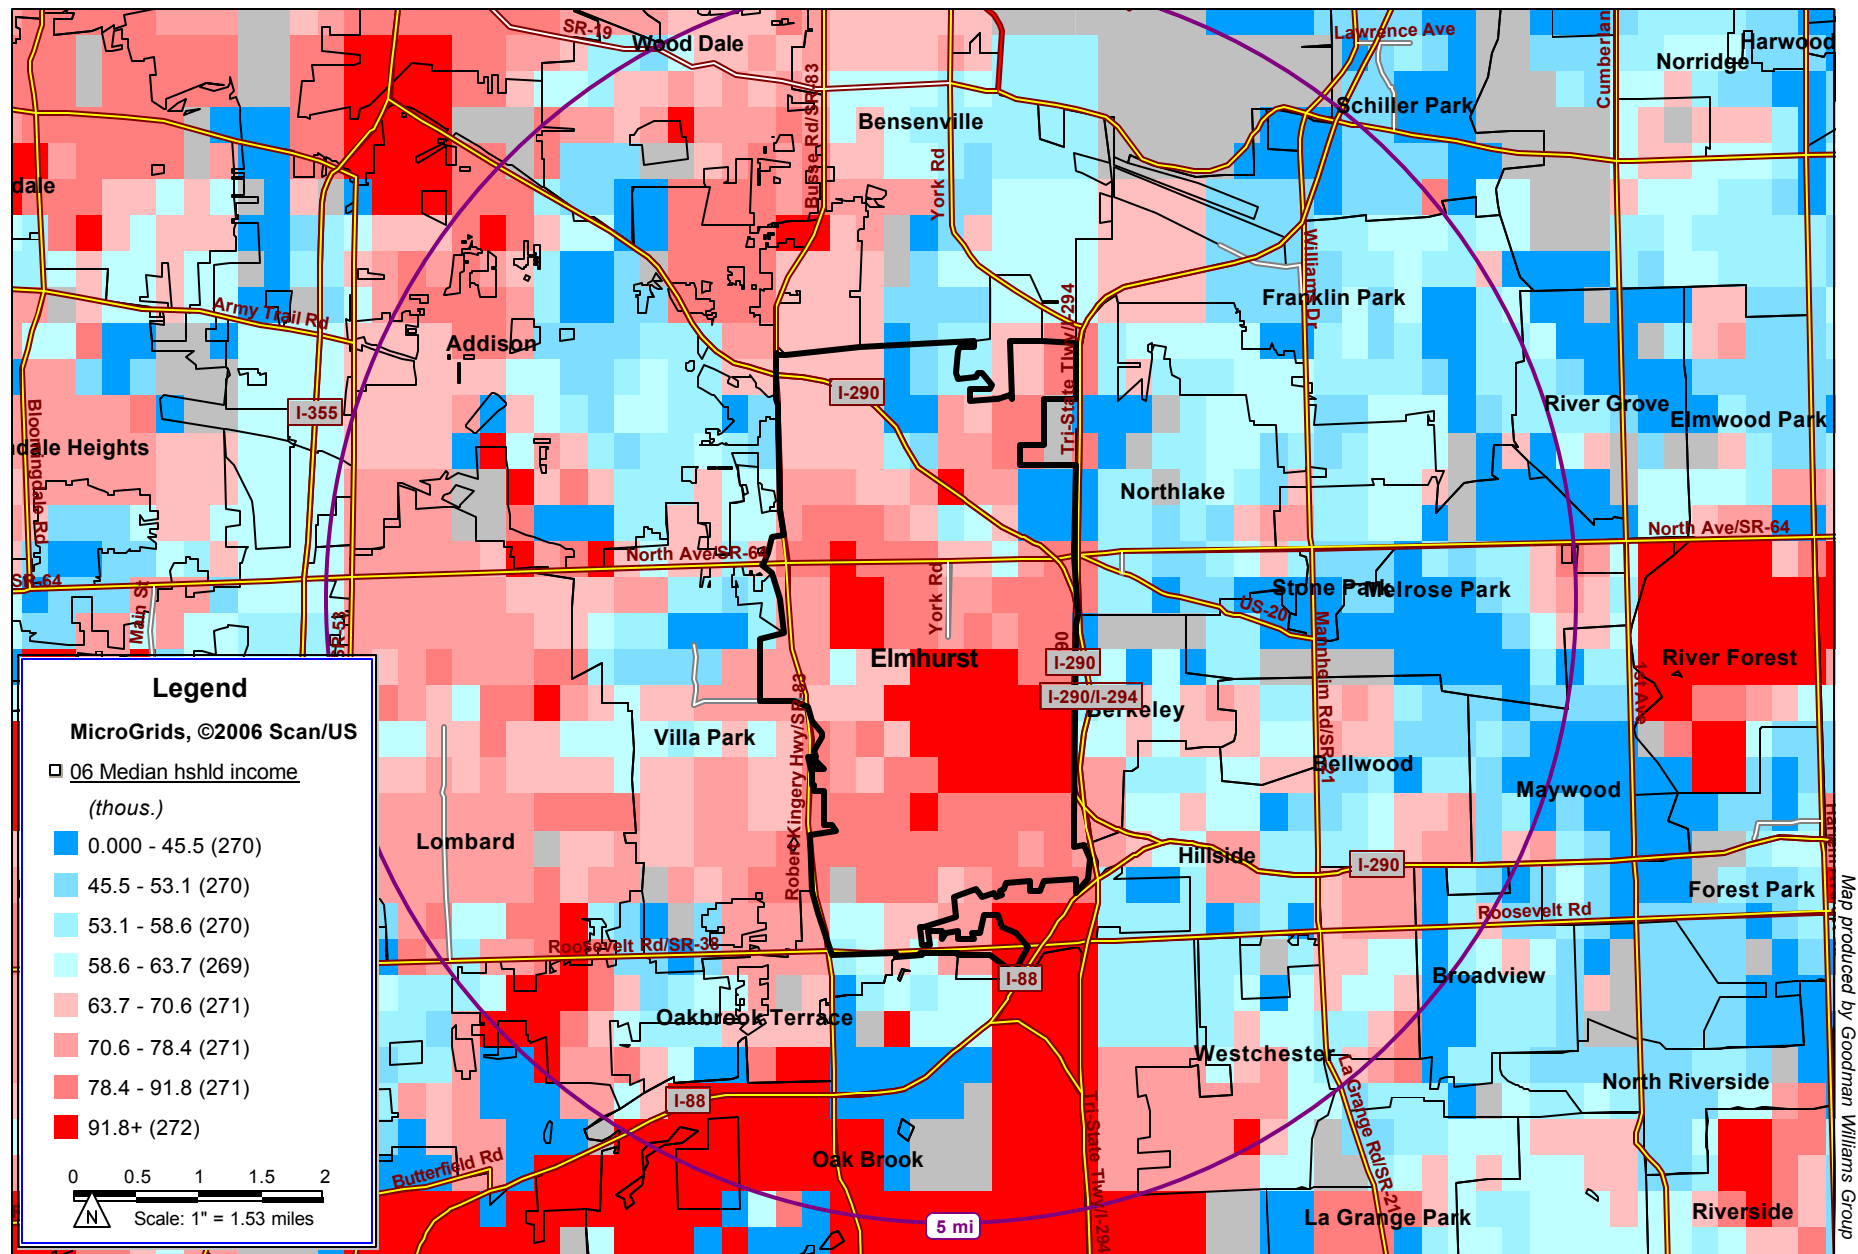 SR-19
Wood Dale
Lawrence Ave
Cumberlan
Harwood
Norridge
Busse Rd/SR-83
Schiller Park
Bensenville
York Rd
dale
Williams Dr
Franklin Park
Army Trail Rd
Tri-State Tlwy/I-294
Addison
I-290
I-355
River Grove
Elmwood Park
Bloomingdale Rd
dale Heights
Northlake
North Ave/SR-64
North Ave/SR-64
SR-64
Main St
SR-53
York Rd
Stone Park
Melrose Park
US-20
Mannheim Rd/SR-21
Elmhurst
90
I-290
I-290/I-294
River Forest
1st Ave
Berkeley
Villa Park
Robert Kingery Hwy/SR-83
Bellwood
Maywood
Lombard
Hillside
I-290
Forest Park
Roosevelt Rd
Roosevelt Rd/SR-38
I-88
Broadview
Oakbrook Terrace
Westchester
La Grange Rd/SR-21
North Riverside
I-88
Tri-State Tlwy/I-294
Butterfield Rd
Oak Brook
5 mi
La Grange Park
Riverside
Legend
MicroGrids, ©2006 Scan/US
06 Median hshld income
(thous.)
0.000 - 45.5 (270)
45.5 - 53.1 (270)
53.1 - 58.6 (270)
58.6 - 63.7 (269)
63.7 - 70.6 (271)
70.6 - 78.4 (271)
78.4 - 91.8 (271)
91.8+ (272)
0 0.5 1 1.5 2
N
Scale: 1" = 1.53 miles
Map produced by Goodman Williams Group